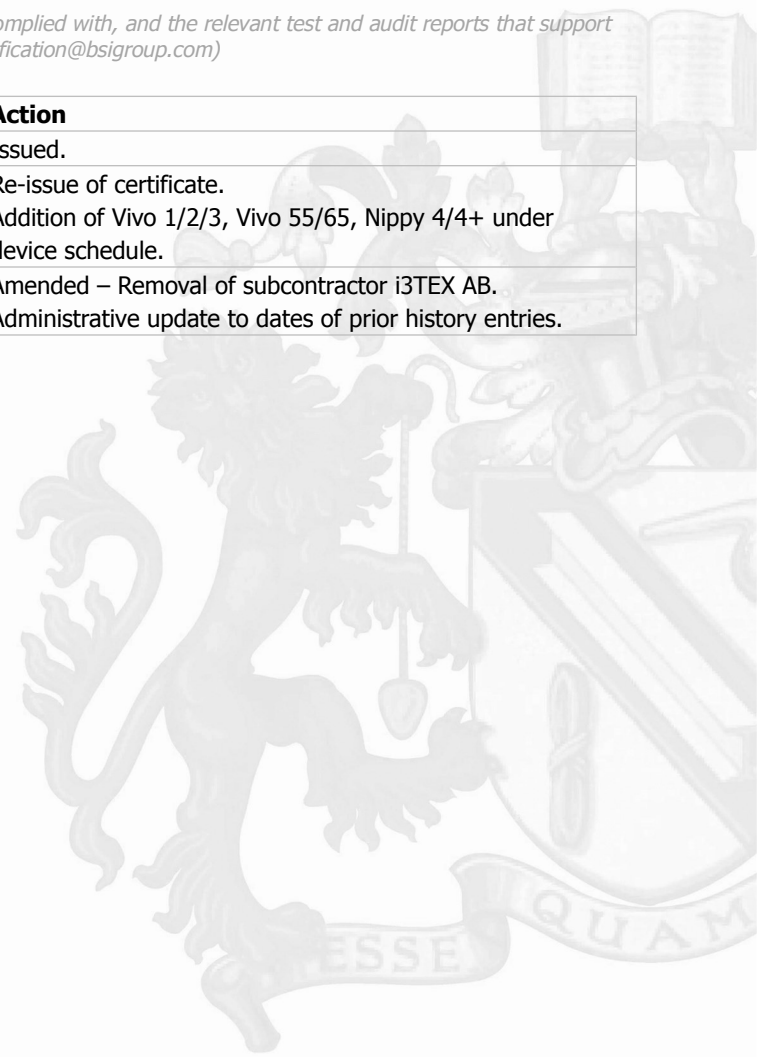 omplied with, and the relevant test and audit reports that support
ification@bsigroup.com)
Action
ssued.
Re-issue of certificate.
Addition of Vivo 1/2/3, Vivo 55/65, Nippy 4/4+ under
device schedule.
Amended – Removal of subcontractor i3TEX AB.
Administrative update to dates of prior history entries.
ESSE QUAM